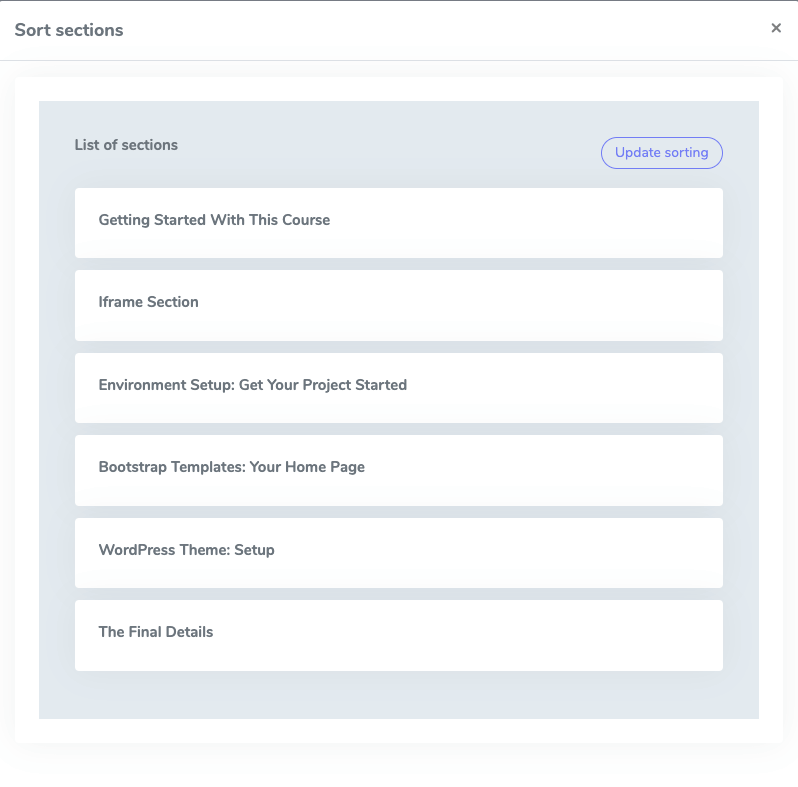 Sort sections
×
List of sections
Update sorting
Getting Started With This Course
Iframe Section
Environment Setup: Get Your Project Started
Bootstrap Templates: Your Home Page
WordPress Theme: Setup
The Final Details